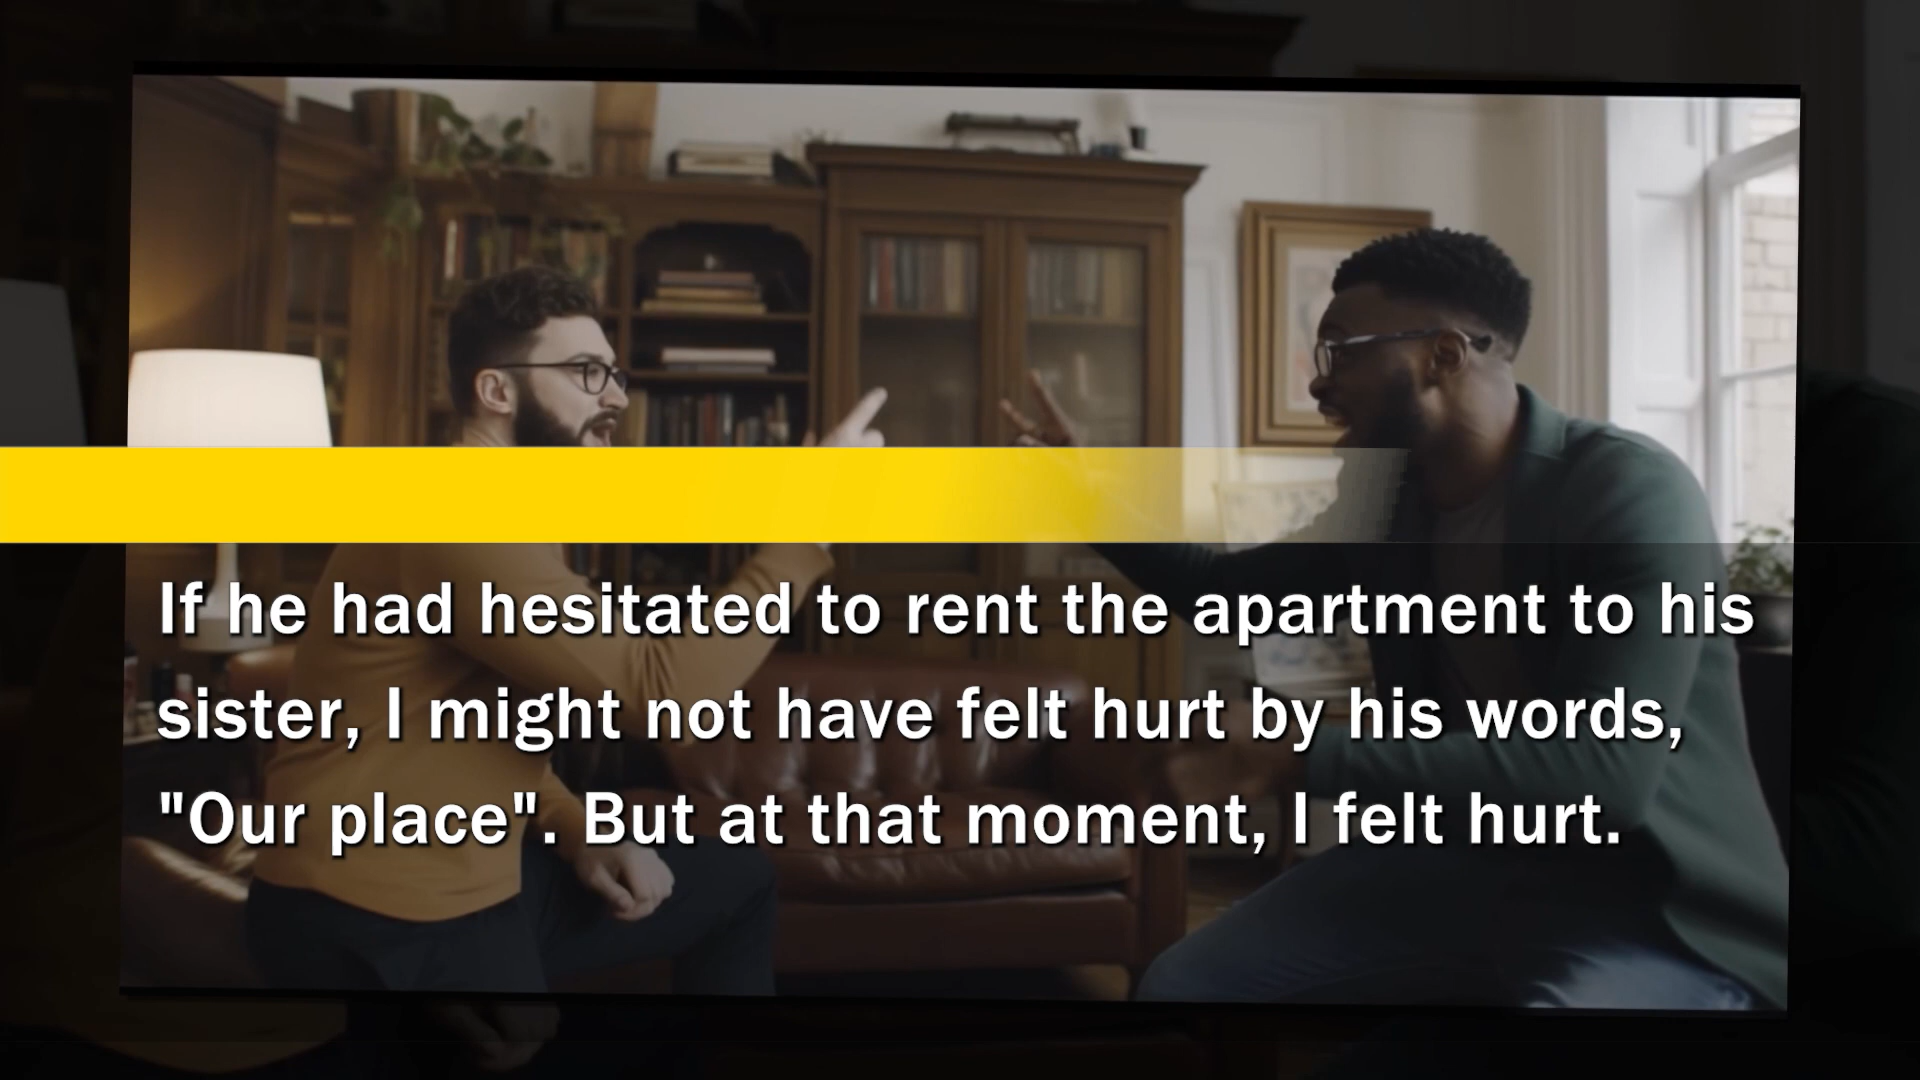 If he had hesitated to rent the apartment to his
sister, I might not have felt hurt by his words,
"Our place". But at that moment, I felt hurt.